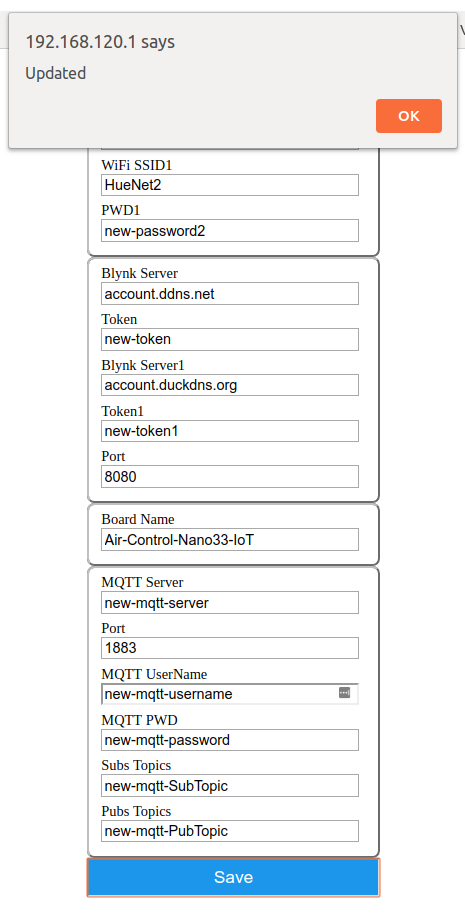 192.168.120.1 says
Updated
OK
WiFi SSID1
HueNet2
PWD1
new-password2
Blynk Server
account.ddns.net
Token
new-token
Blynk Server1
account.duckdns.org
Token1
new-token1
Port
8080
Board Name
Air-Control-Nano33-IoT
MQTT Server
new-mqtt-server
Port
1883
MQTT UserName
new-mqtt-username
MQTT PWD
new-mqtt-password
Subs Topics
new-mqtt-SubTopic
Pubs Topics
new-mqtt-PubTopic
Save